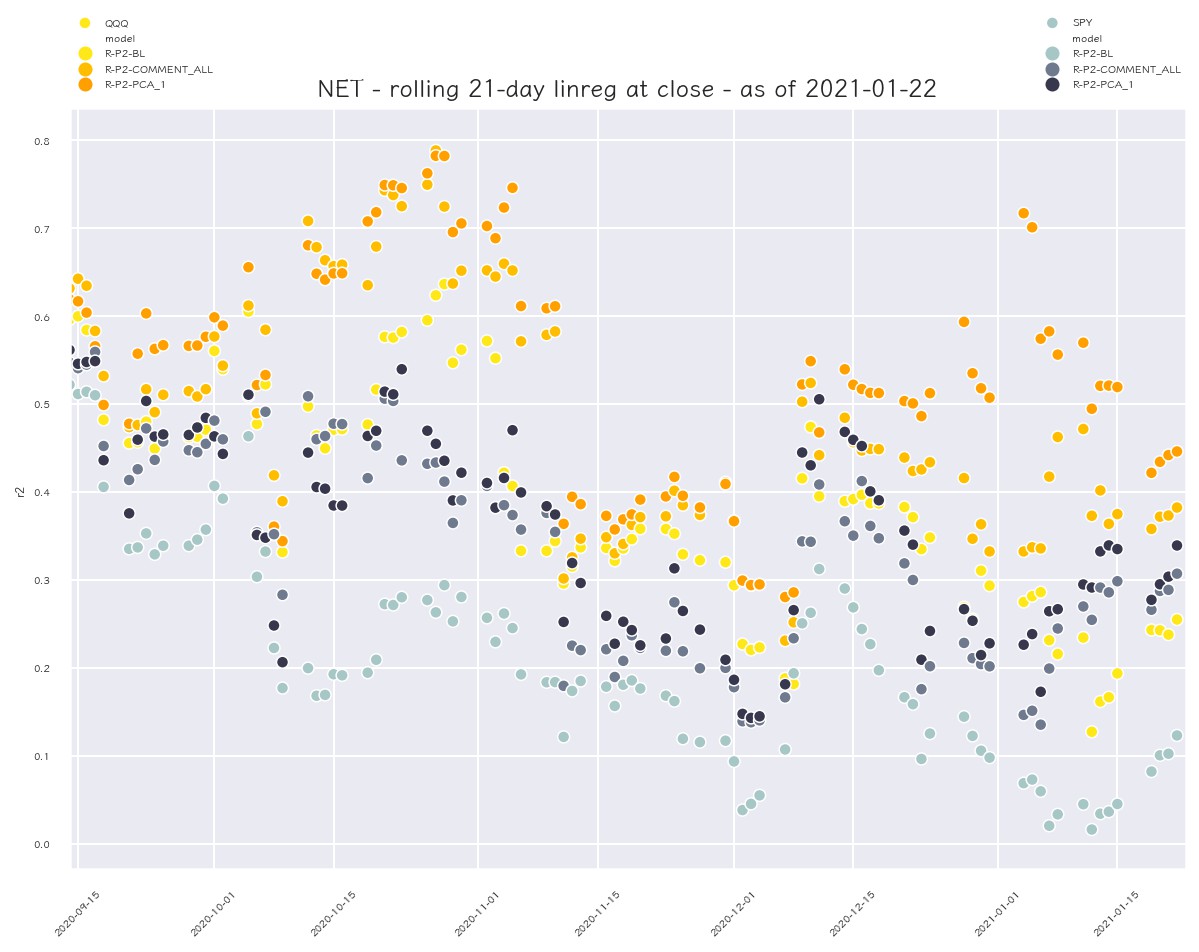 QQQ
model
R-P2-BL
R-P2-COMMENT_ALL
R-P2-PCA_1
SPY
model
R-P2-BL
R-P2-COMMENT_ALL
R-P2-PCA_1
NET - rolling 21-day linreg at close - as of 2021-01-22
0.8
0.7
0.6
0.5
0.4
0.3
0.2
0.1
0.0
r2
2020-09-15
2020-10-01
2020-10-15
2020-11-01
2020-11-15
2020-12-01
2020-12-15
2021-01-01
2021-01-15